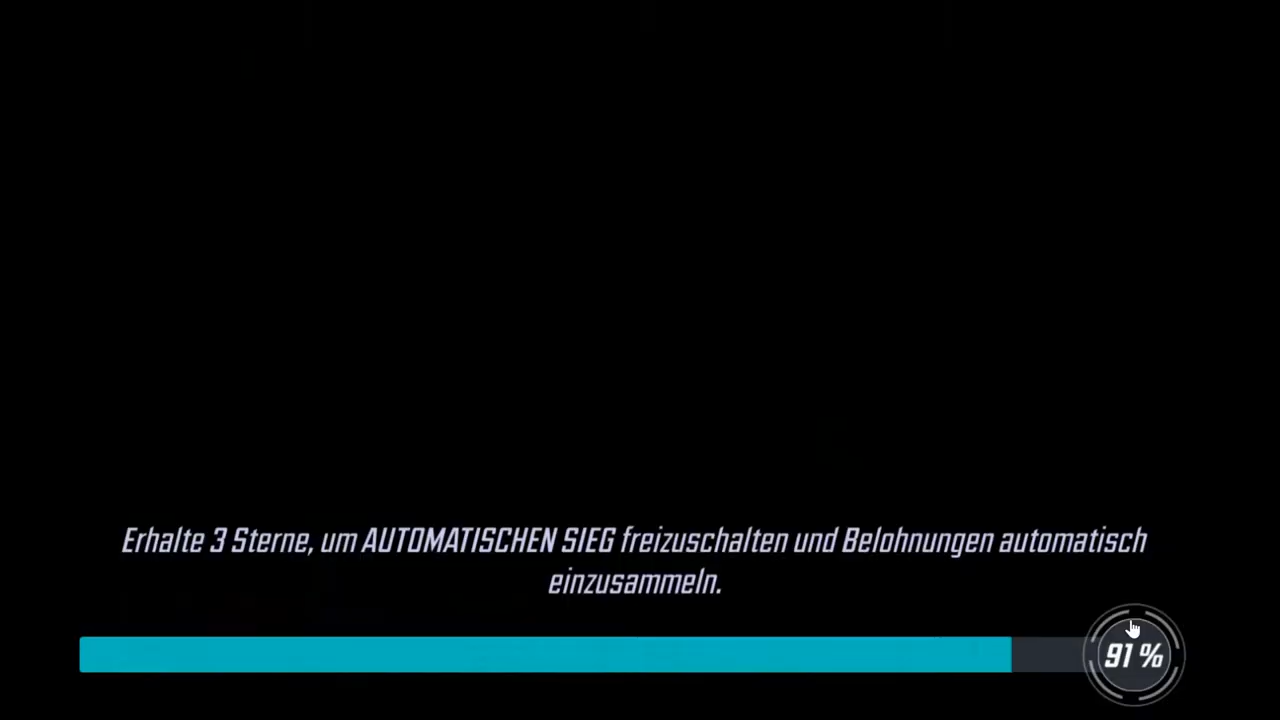 Erhalte 3 Sterne, um AUTOMATISCHEN SIEG freizuschalten und Belohnungen automatisch
einzusammeln.
91 %